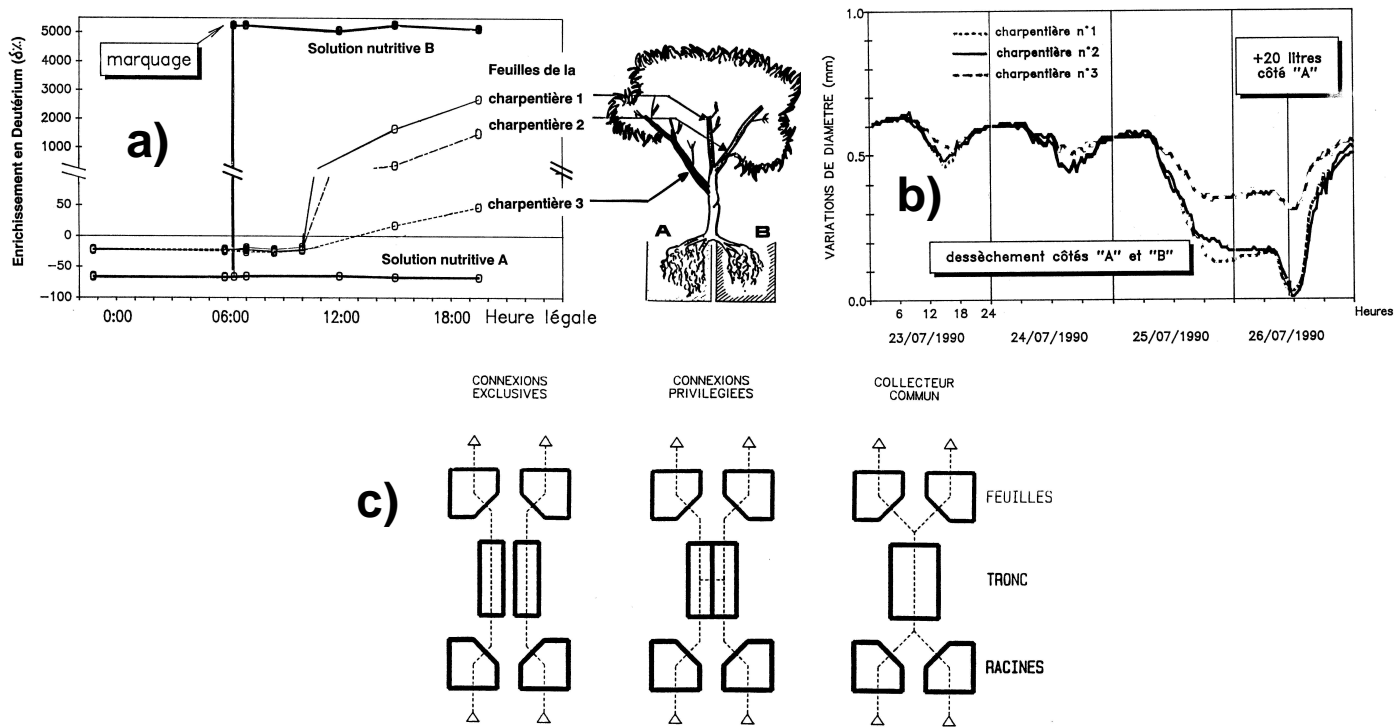 a)
Enrichissement en Deutérium (δ‰)
5000
4000
3000
2000
1000
50
0
−50
−100
marquage
Solution nutritive B
Feuilles de la
charpentière 1
charpentière 2
charpentière 3
Solution nutritive A
0:00
06:00
12:00
18:00
Heure légale
A
B
b)
VARIATIONS DE DIAMETRE (mm)
1.0
0.5
0.0
charpentière n°1
charpentière n°2
charpentière n°3
+20 litres
côté "A"
dessèchement côtés "A" et "B"
6
12
18
24
Heures
23/07/1990
24/07/1990
25/07/1990
26/07/1990
c)
CONNEXIONS
EXCLUSIVES
CONNEXIONS
PRIVILEGIEES
COLLECTEUR
COMMUN
FEUILLES
TRONC
RACINES